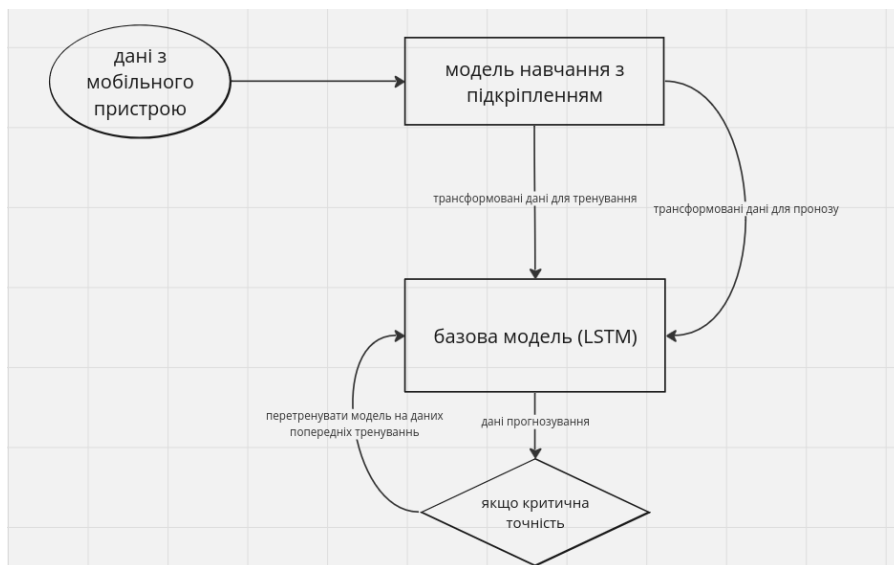 дані з
мобільного
пристрою
модель навчання з
підкріпленням
трансформовані дані для тренування
трансформовані дані для пронозу
базова модель (LSTM)
перетренувати модель на даних
попередніх тренуваннь
дані прогнозування
якщо критична
точність